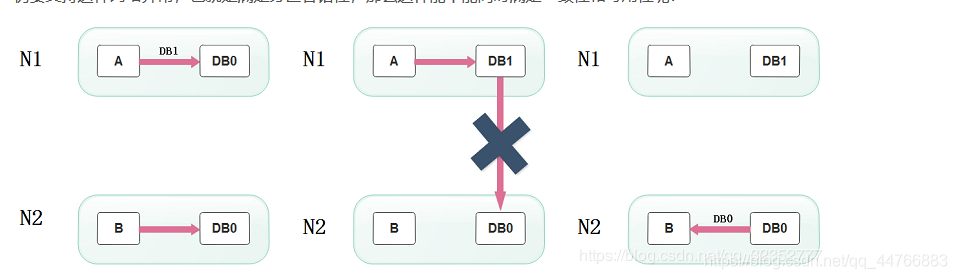 N1 A DB1 DB0
N1 A DB1
N1 A DB1
N2 B DB0
N2 B DB0
N2 B DB0 DB0
https://blog.csdn.net/qq_44766883